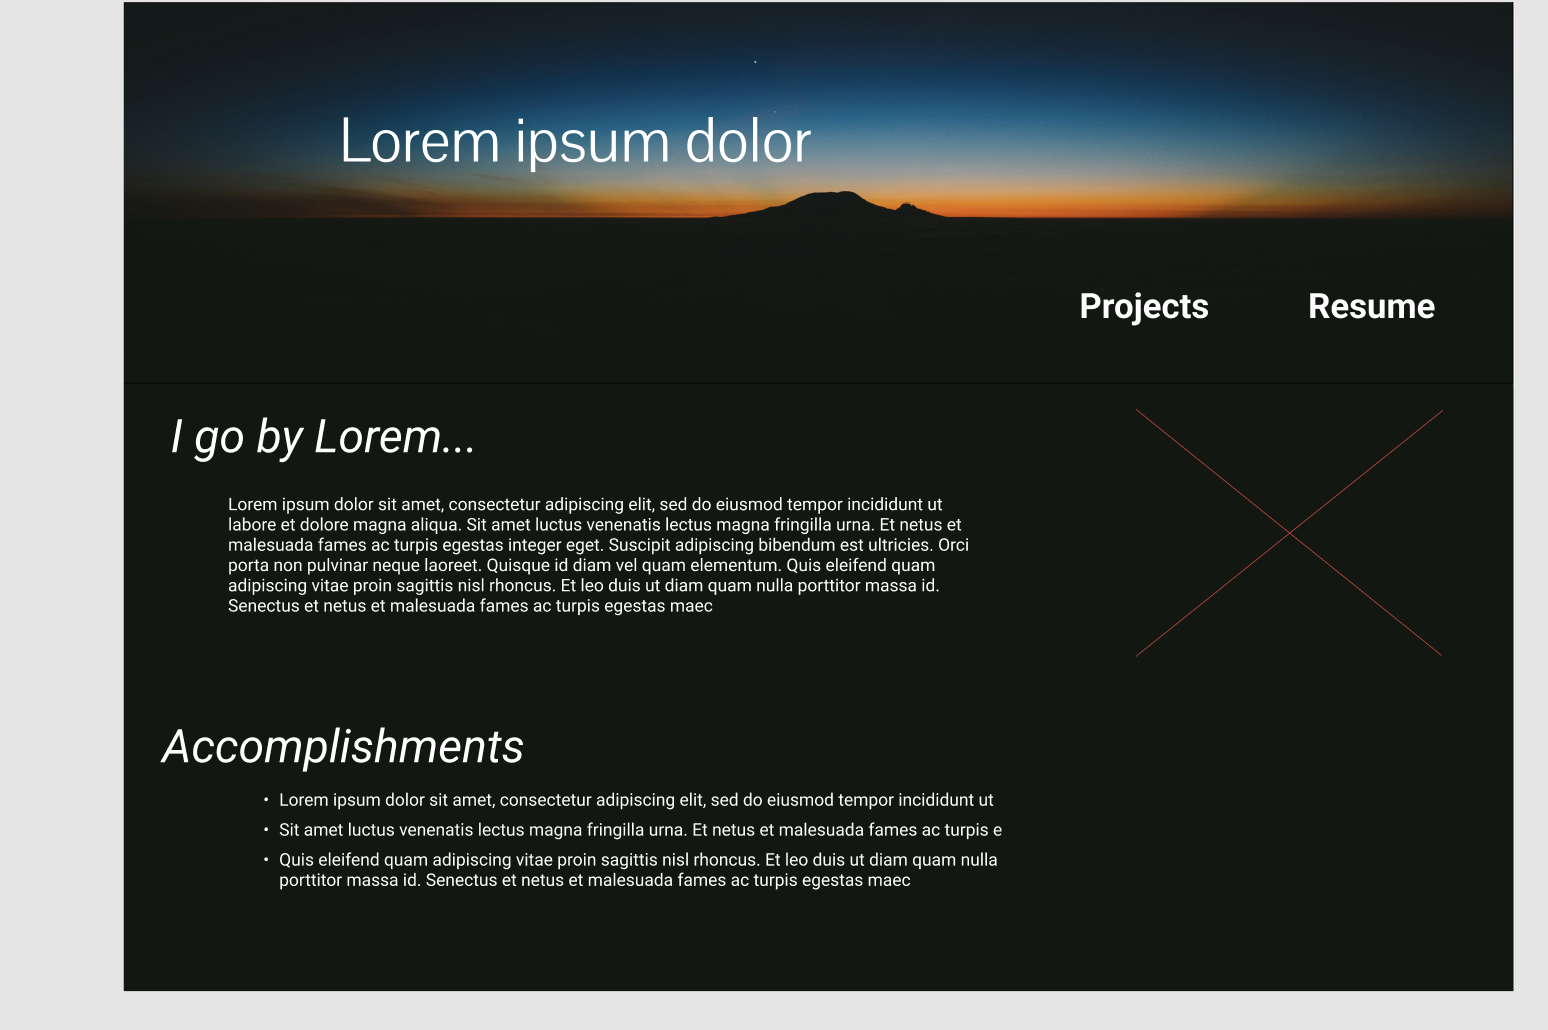 Lorem ipsum dolor
Projects
Resume
I go by Lorem...
Lorem ipsum dolor sit amet, consectetur adipiscing elit, sed do eiusmod tempor incididunt ut
labore et dolore magna aliqua. Sit amet luctus venenatis lectus magna fringilla urna. Et netus et
malesuada fames ac turpis egestas integer eget. Suscipit adipiscing bibendum est ultricies. Orci
porta non pulvinar neque laoreet. Quisque id diam vel quam elementum. Quis eleifend quam
adipiscing vitae proin sagittis nisl rhoncus. Et leo duis ut diam quam nulla porttitor massa id.
Senectus et netus et malesuada fames ac turpis egestas maec
Accomplishments
• Lorem ipsum dolor sit amet, consectetur adipiscing elit, sed do eiusmod tempor incididunt ut
• Sit amet luctus venenatis lectus magna fringilla urna. Et netus et malesuada fames ac turpis e
• Quis eleifend quam adipiscing vitae proin sagittis nisl rhoncus. Et leo duis ut diam quam nulla
porttitor massa id. Senectus et netus et malesuada fames ac turpis egestas maec